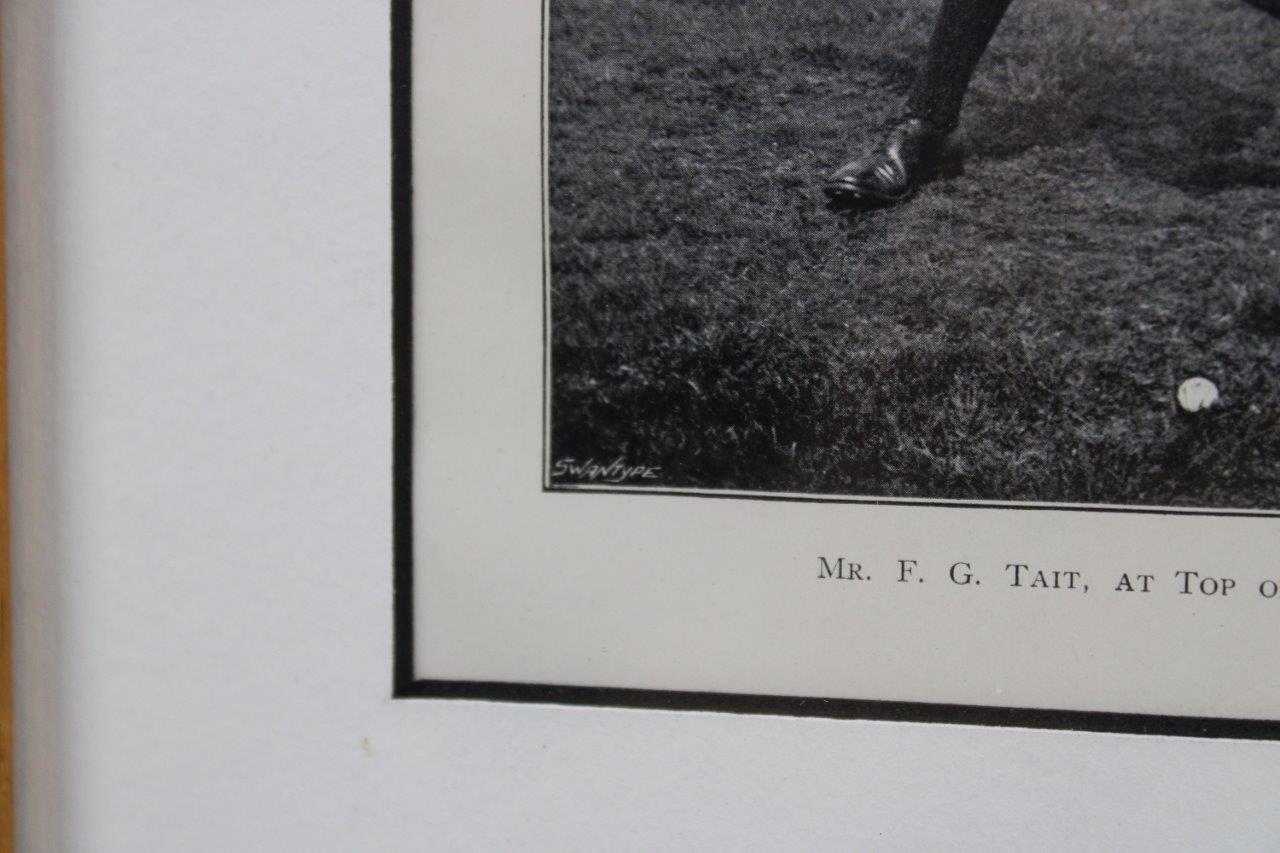 SWANTYPE
MR. F. G. TAIT, AT TOP